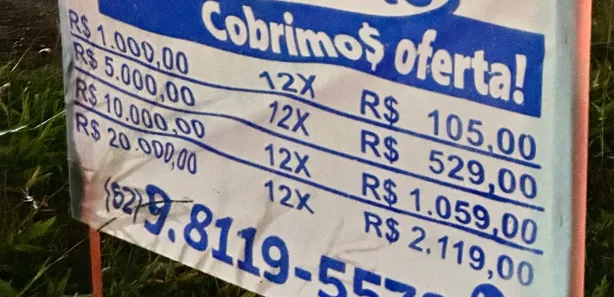 Cobrimo$ oferta!
R$ 1.000,00 12X R$ 105,00
R$ 5.000,00 12X R$ 529,00
R$ 10.000,00 12X R$ 1.059,00
R$ 20.000,00 12X R$ 2.119,00
(62) 9.8119-557